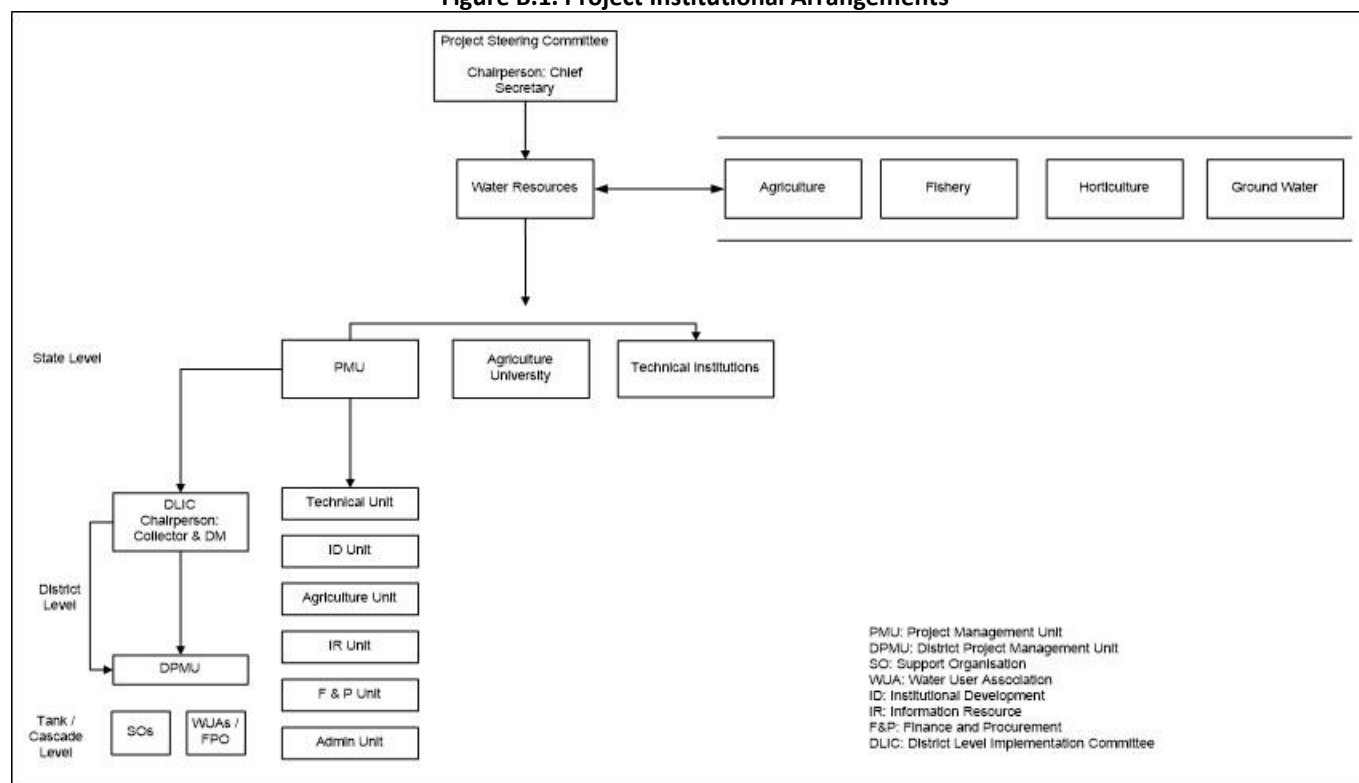 Figure B.1: Project Institutional Arrangements
Project Steering Committee
Chairperson: Chief
Secretary
Water Resources
Agriculture
Fishery
Horticulture
Ground Water
State Level
PMU
Agriculture
University
Technical Institutions
DLIC
Chairperson:
Collector & DM
Technical Unit
ID Unit
District
Level
Agriculture Unit
IR Unit
DPMU
F & P Unit
Tank /
Cascade
Level
SOs
WUAs /
FPO
Admin Unit
PMU: Project Management Unit
DPMU: District Project Management Unit
SO: Support Organisation
WUA: Water User Association
ID: Institutional Development
IR: Information Resource
F&P: Finance and Procurement
DLIC: District Level Implementation Committee